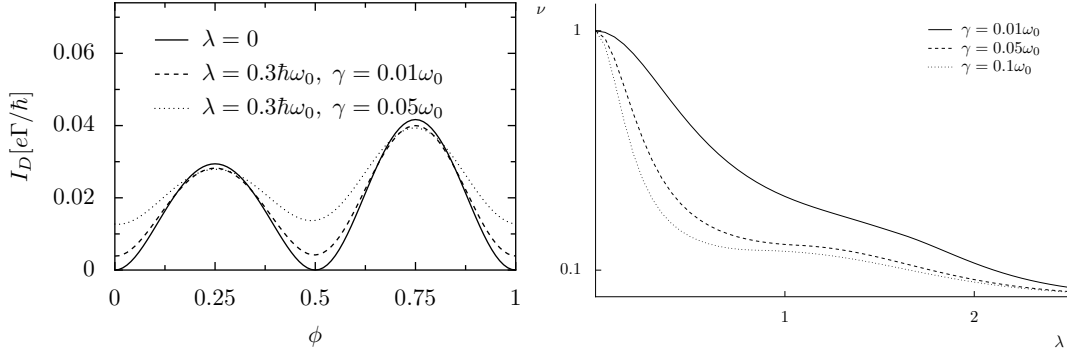 I_D [eΓ/ħ]
0.06
0.04
0.02
0
λ = 0
λ = 0.3ħω₀, γ = 0.01ω₀
λ = 0.3ħω₀, γ = 0.05ω₀
0 0.25 0.5 0.75 1
ϕ
ν
1
0.1
γ = 0.01ω₀
γ = 0.05ω₀
γ = 0.1ω₀
1 2
λ